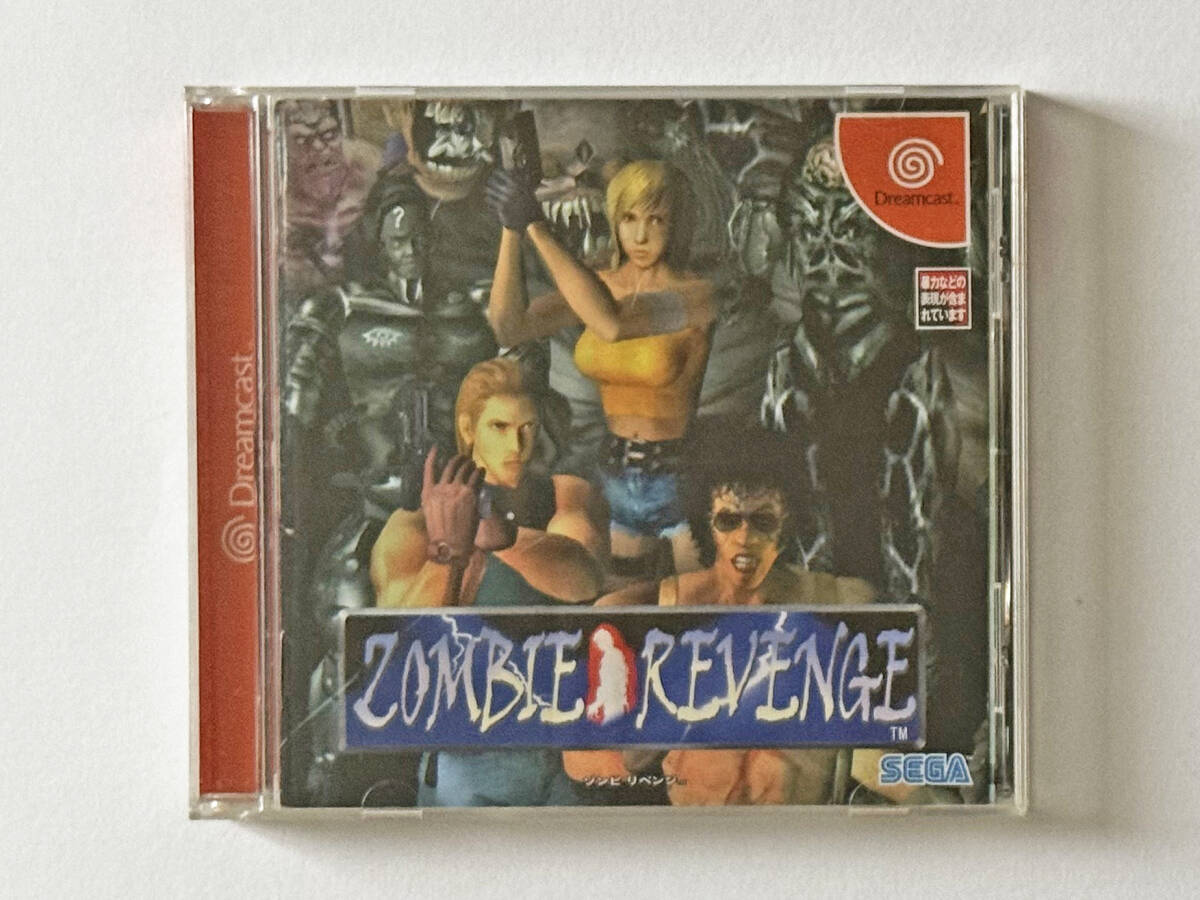 Dreamcast
Dreamcast
?
暴力などの
表現が含ま
れています
ZOMBIE REVENGE
TM
SEGA
ゾンビ リベンジ